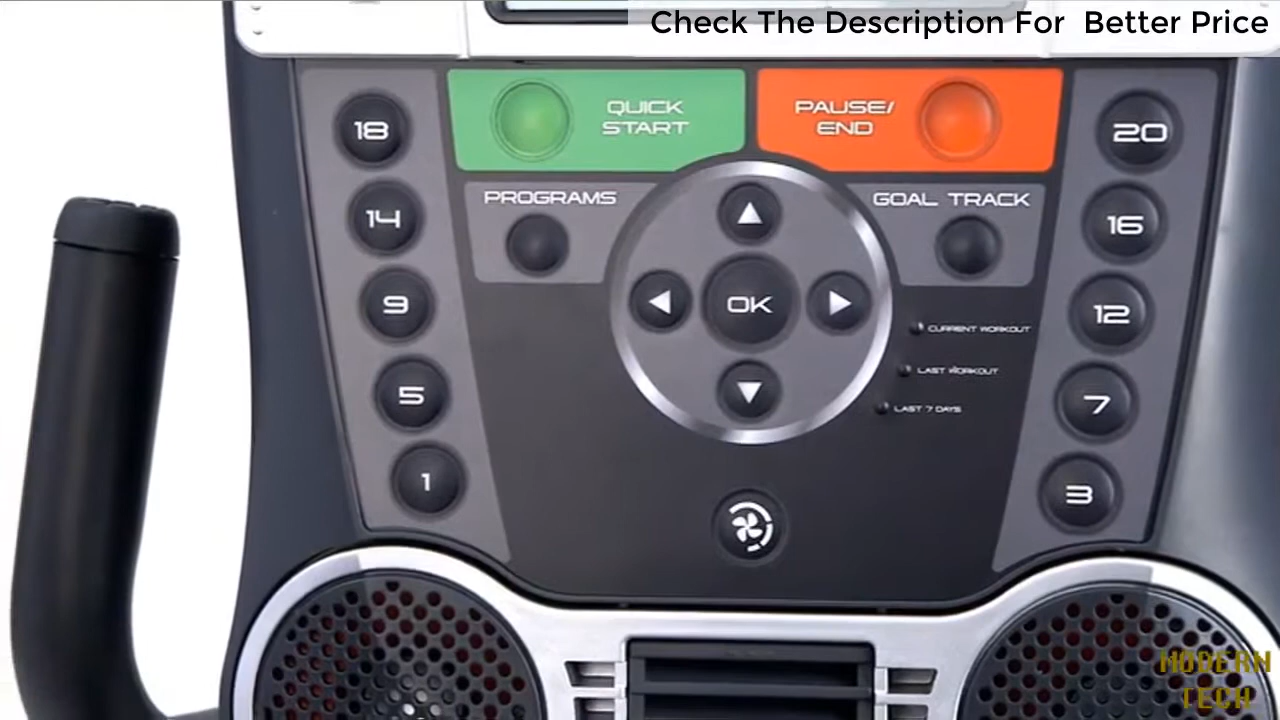 Check The Description For Better Price
18
QUICK
START
PAUSE/
END
20
PROGRAMS
GOAL TRACK
14
16
9
OK
12
CURRENT WORKOUT
LAST WORKOUT
5
7
LAST 7 DAYS
1
3
MODERN
TECH